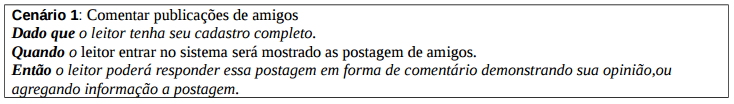 Cenário 1: Comentar publicações de amigos
Dado que o leitor tenha seu cadastro completo.
Quando o leitor entrar no sistema será mostrado as postagem de amigos.
Então o leitor poderá responder essa postagem em forma de comentário demonstrando sua opinião,ou
agregando informação a postagem.